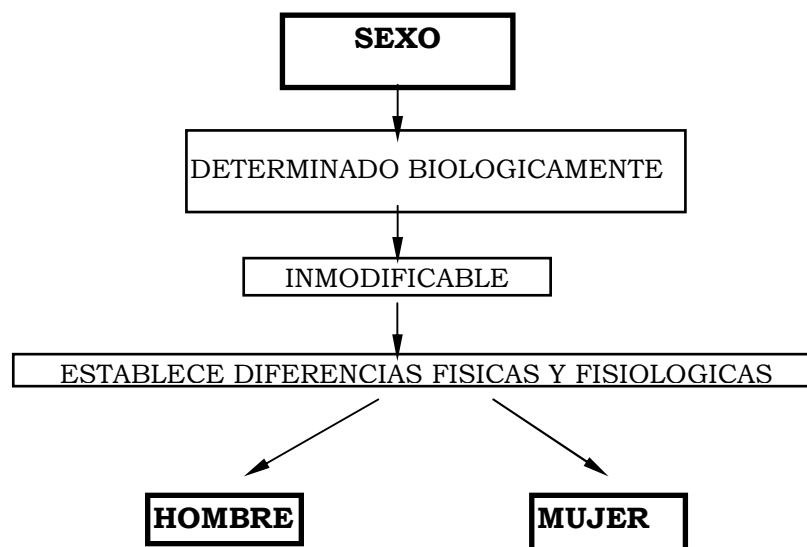 SEXO
DETERMINADO BIOLOGICAMENTE
INMODIFICABLE
ESTABLECE DIFERENCIAS FISICAS Y FISIOLOGICAS
HOMBRE
MUJER